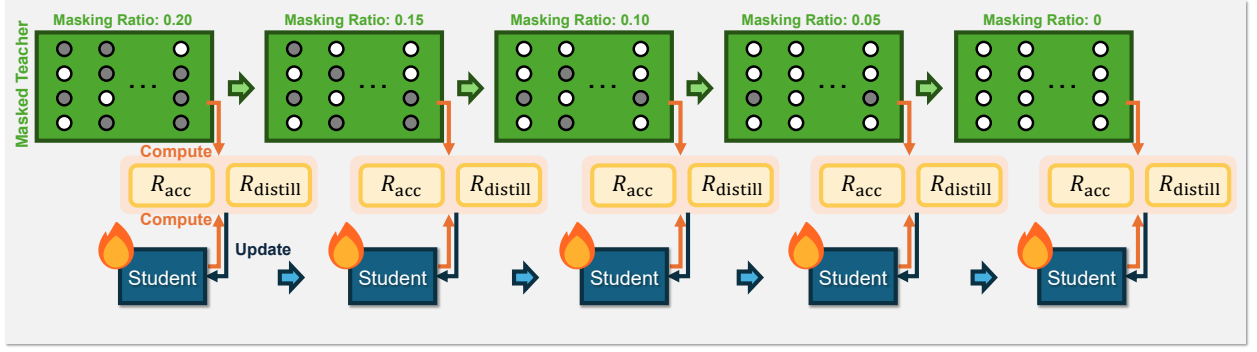 Masking Ratio: 0.20
Masking Ratio: 0.15
Masking Ratio: 0.10
Masking Ratio: 0.05
Masking Ratio: 0
Masked Teacher
...
...
...
...
...
Compute
R_acc
R_distill
R_acc
R_distill
R_acc
R_distill
R_acc
R_distill
R_acc
R_distill
Compute
Update
Student
Student
Student
Student
Student